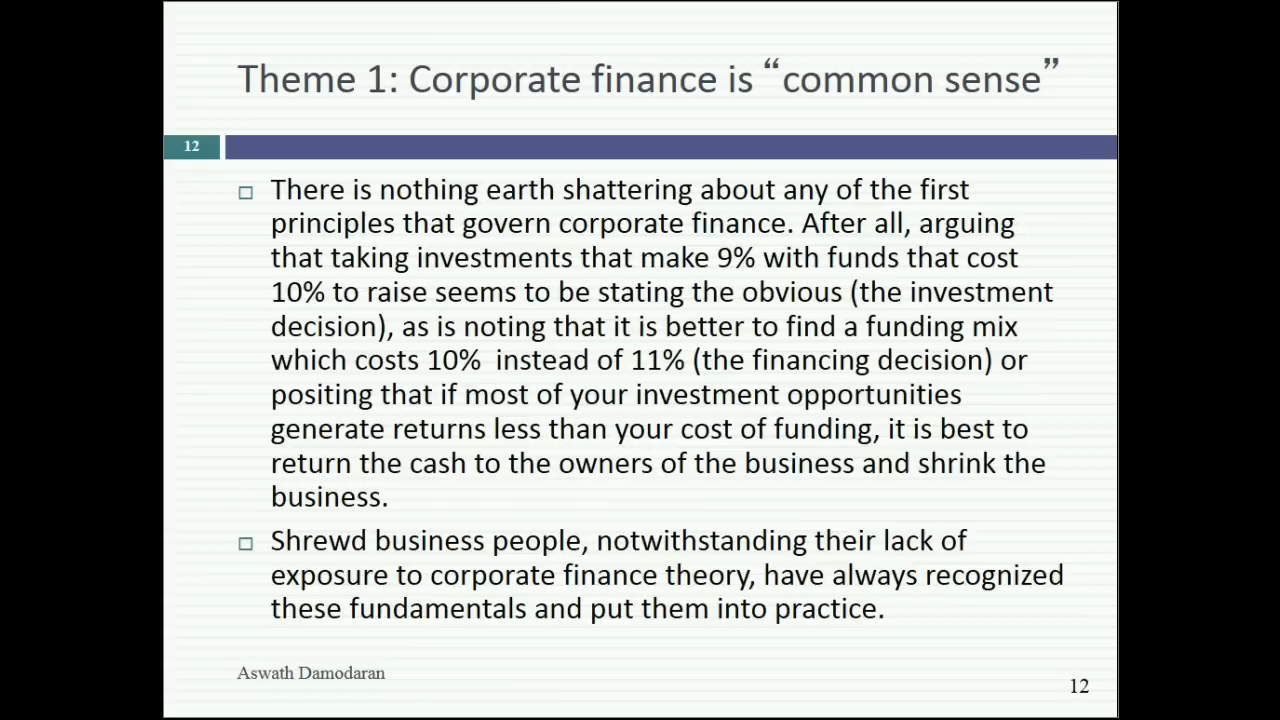 Theme 1: Corporate finance is “common sense”
12
□ There is nothing earth shattering about any of the first
principles that govern corporate finance. After all, arguing
that taking investments that make 9% with funds that cost
10% to raise seems to be stating the obvious (the investment
decision), as is noting that it is better to find a funding mix
which costs 10%  instead of 11% (the financing decision) or
positing that if most of your investment opportunities
generate returns less than your cost of funding, it is best to
return the cash to the owners of the business and shrink the
business.
□ Shrewd business people, notwithstanding their lack of
exposure to corporate finance theory, have always recognized
these fundamentals and put them into practice.
Aswath Damodaran
12